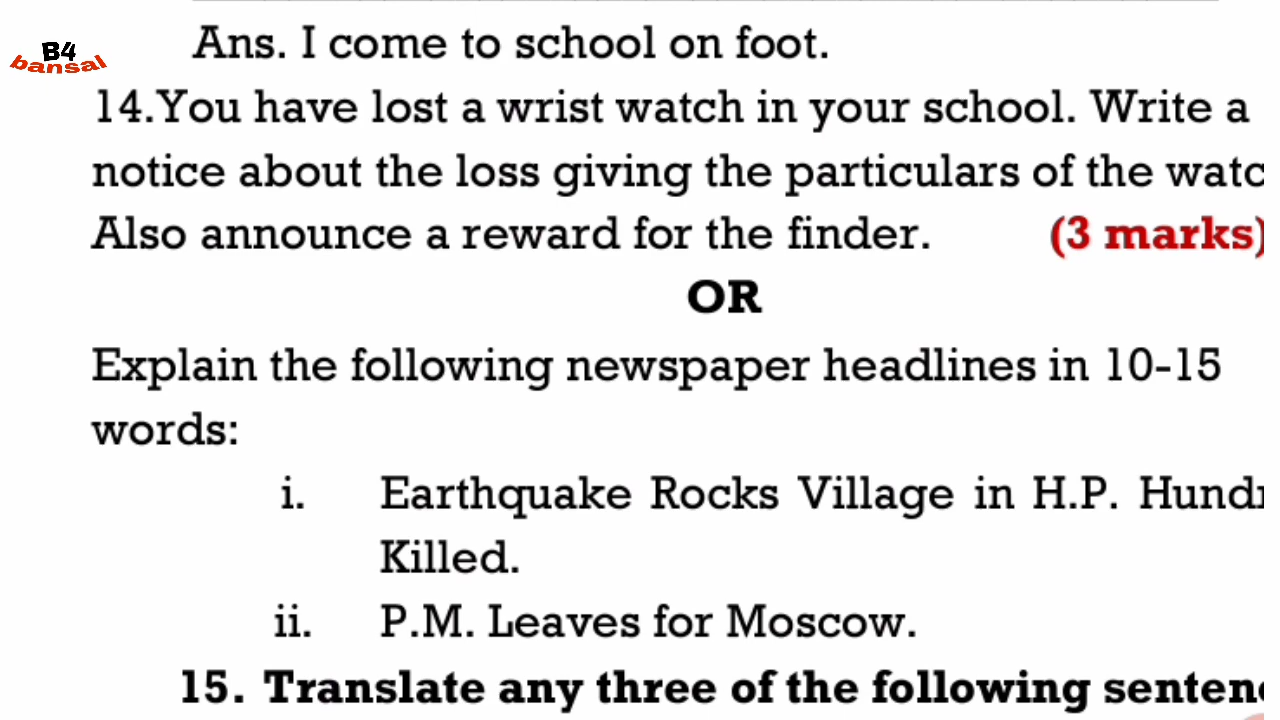 B4
bansal
Ans. I come to school on foot.
14.You have lost a wrist watch in your school. Write a
notice about the loss giving the particulars of the
Also announce a reward for the finder. (3 marks)
OR
Explain the following newspaper headlines in 10-15
words:
i. Earthquake Rocks Village in H.P.
Killed.
ii. P.M. Leaves for Moscow.
15. Translate any three of the following